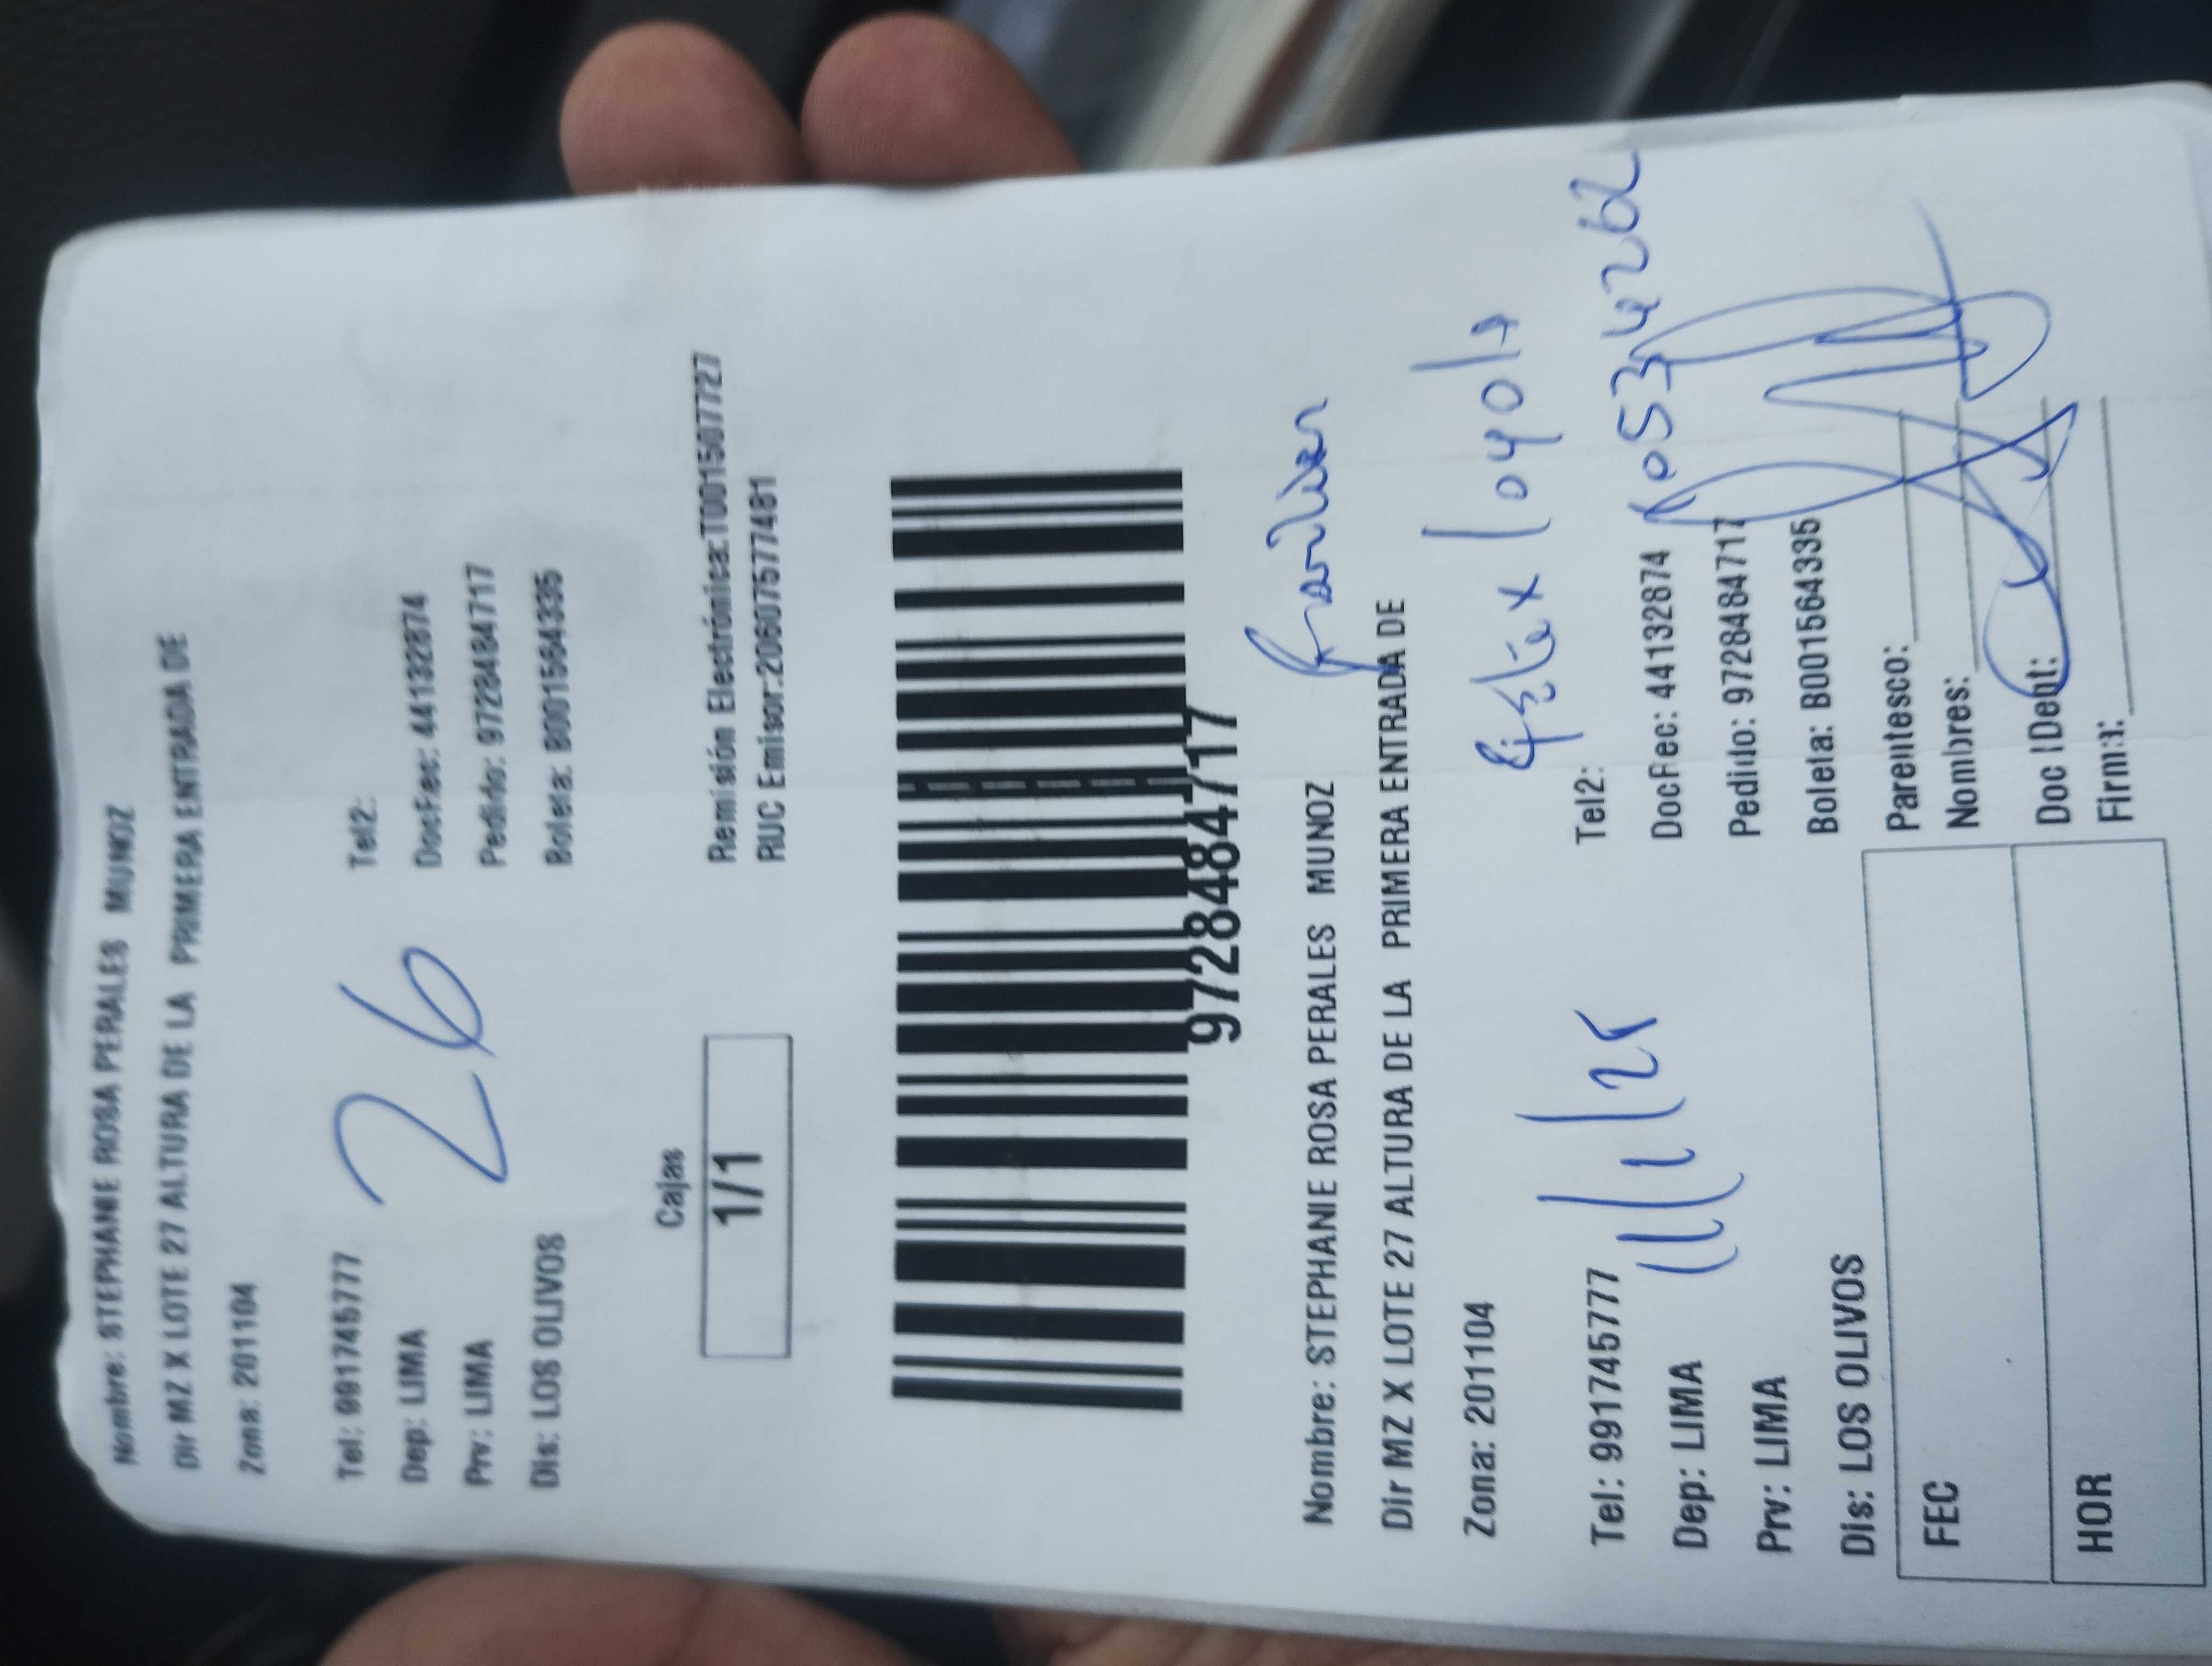 Nombre: STEPHANIE ROSA PERALES MUNOZ
Dir MZ X LOTE 27 ALTURA DE LA PRIMERA ENTRADA DE
Zona: 201104
Tel: 991745777 Tel2:
26
Dep: LIMA DocFec: 44132874
Prv: LIMA Pedido: 9728484717
Dis: LOS OLIVOS Boleta: B001564335
Cajas
1/1
Remisión Electrónica:T001507727
RUC Emisor:20607577481
9728484717
Nombre: STEPHANIE ROSA PERALES MUNOZ
Dir MZ X LOTE 27 ALTURA DE LA PRIMERA ENTRADA DE
Zona: 201104
Loyola
Tel: 991745777 Tel2:
11/1/25
Dep: LIMA DocFec: 44132874
Prv: LIMA Pedido: 9728484717
Dis: LOS OLIVOS Boleta: B001564335
FEC Parentesco:
Nombres:
HOR Doc IDent:
Firma: